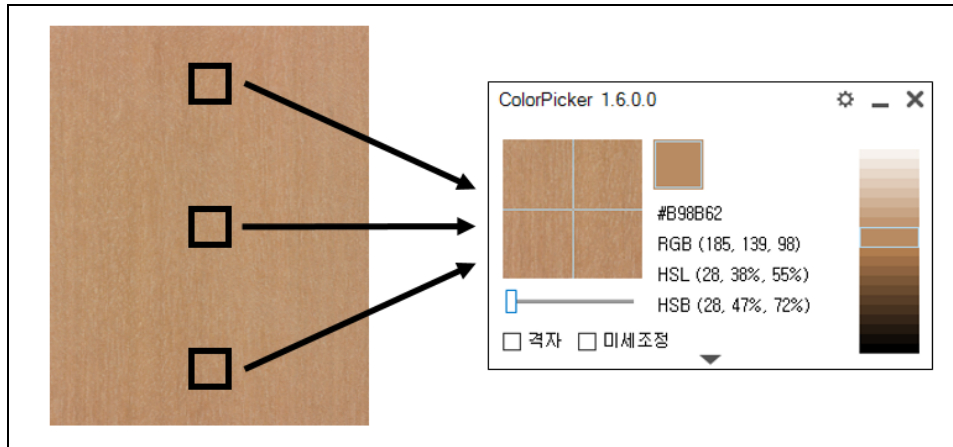 ColorPicker 1.6.0.0
#B98B62
RGB (185, 139, 98)
HSL (28, 38%, 55%)
HSB (28, 47%, 72%)
격자 미세조정